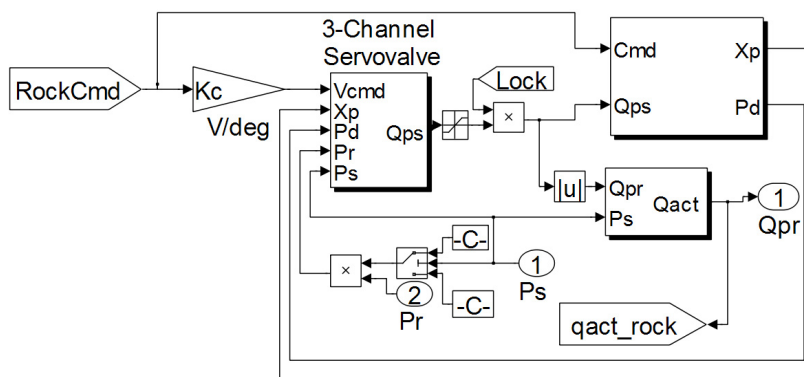 3-Channel
Servovalve
RockCmd
Kc
V/deg
Vcmd
Xp
Pd
Pr
Ps
Qps
Lock
×
Cmd
Qps
Xp
Pd
|u|
Qpr
Ps
Qact
1
Qpr
-C-
×
1
Ps
2
Pr
-C-
qact_rock